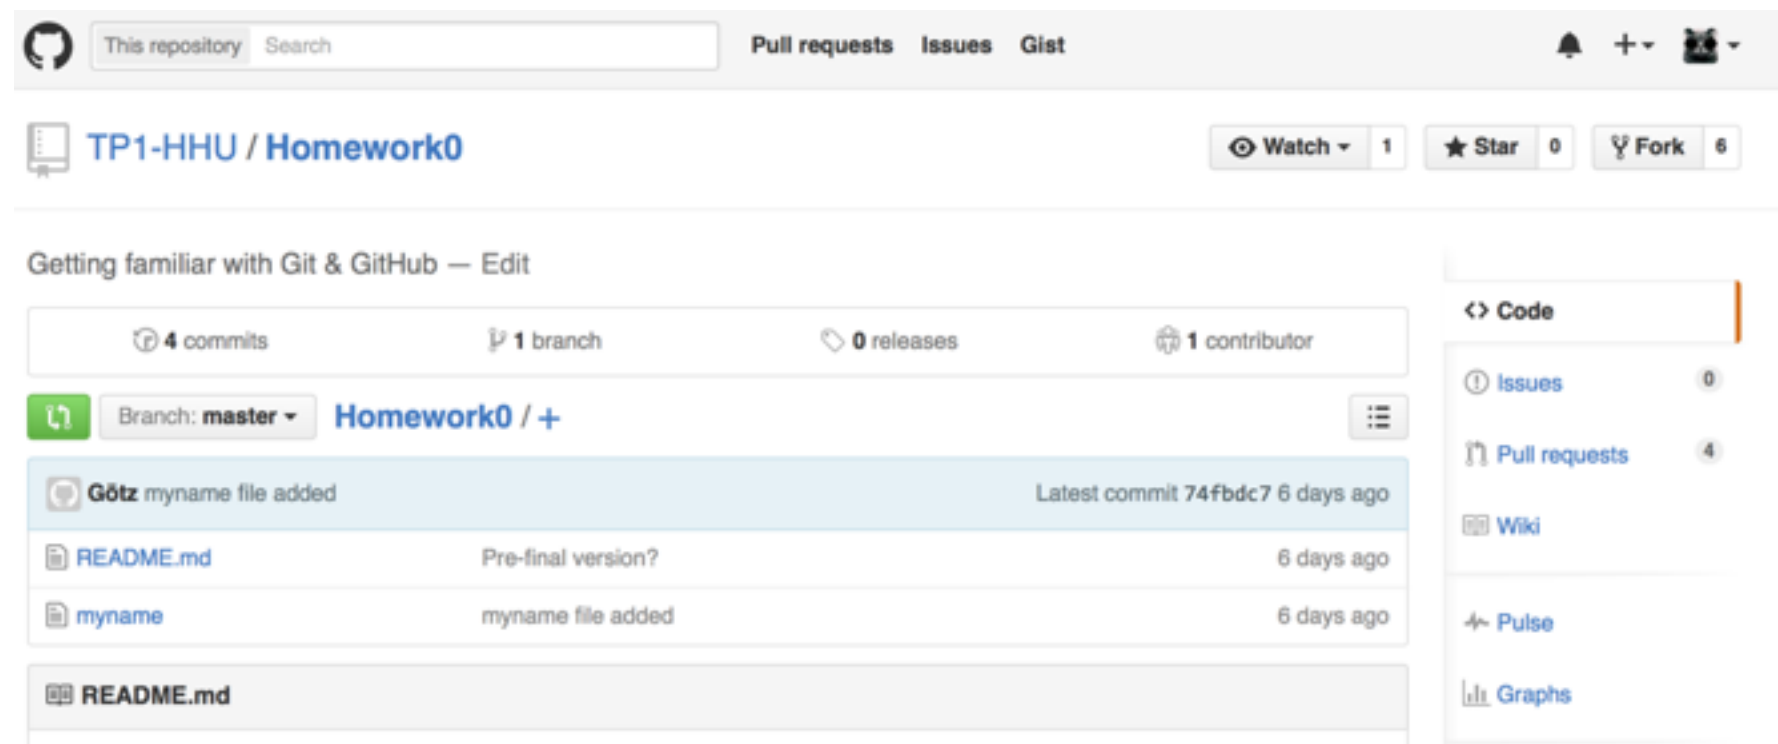 This repository Search Pull requests Issues Gist
TP1-HHU / Homework0 Watch 1 Star 0 Fork 6
Getting familiar with Git & GitHub — Edit
4 commits 1 branch 0 releases 1 contributor
Branch: master Homework0 / +
Götz myname file added Latest commit 74fbdc7 6 days ago
README.md Pre-final version? 6 days ago
myname myname file added 6 days ago
README.md
<> Code
Issues 0
Pull requests 4
Wiki
Pulse
Graphs